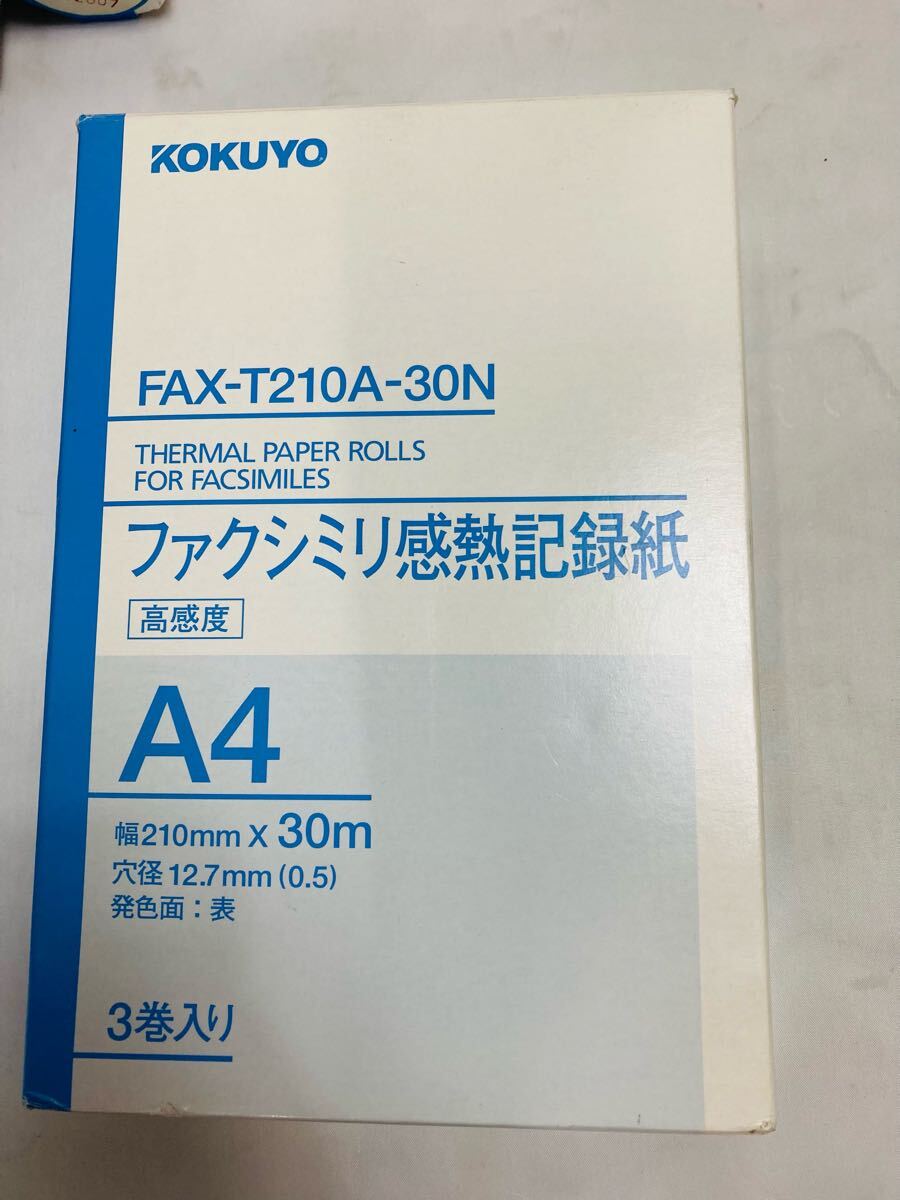 KOKUYO
FAX-T210A-30N
THERMAL PAPER ROLLS
FOR FACSIMILES
ファクシミリ感熱記録紙
高感度
A4
幅210mm X 30m
穴径12.7mm(0.5)
発色面：表
3巻入り